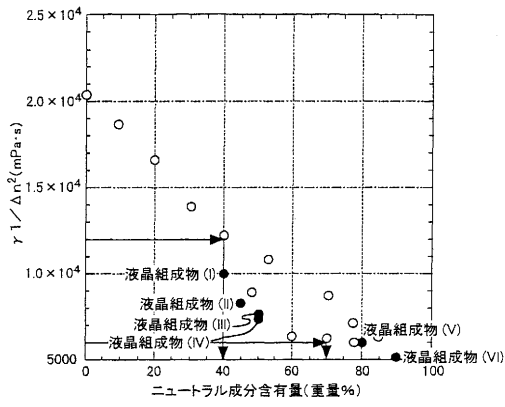 2.5×10⁴
2.0×10⁴
1.5×10⁴
1.0×10⁴
5000
γ1/Δn²(mPa·s)
液晶組成物(I)
液晶組成物(II)
液晶組成物(III)
液晶組成物(IV)
液晶組成物(V)
液晶組成物(VI)
0 20 40 60 80 100
ニュートラル成分含有量(重量%)